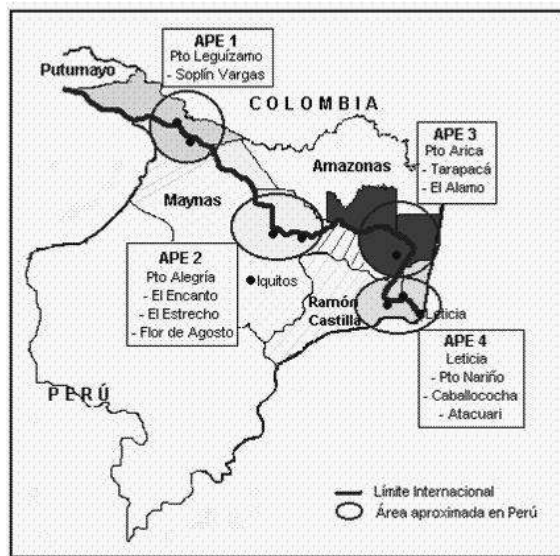 APE 1
Pto Leguízamo
- Soplín Vargas
Putumayo
COLOMBIA
APE 3
Pto Arica
- Tarapacá
- El Alamo
Amazonas
Maynas
APE 2
Pto Alegría
- El Encanto
- El Estrecho
- Flor de Agosto
Iquitos
Ramón
Castilla
Leticia
APE 4
Leticia
- Pto Nariño
- Caballococha
- Atacuari
PERÚ
Límite Internacional
Área aproximada en Perú